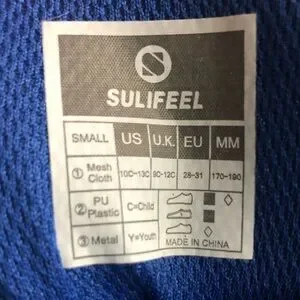 SULIFEEL
SMALL US U.K. EU MM
① Mesh Cloth 10C-13C 9C-12C 28-31 170-190
② PU Plastic C=Child
③ Metal Y=Youth
MADE IN CHINA